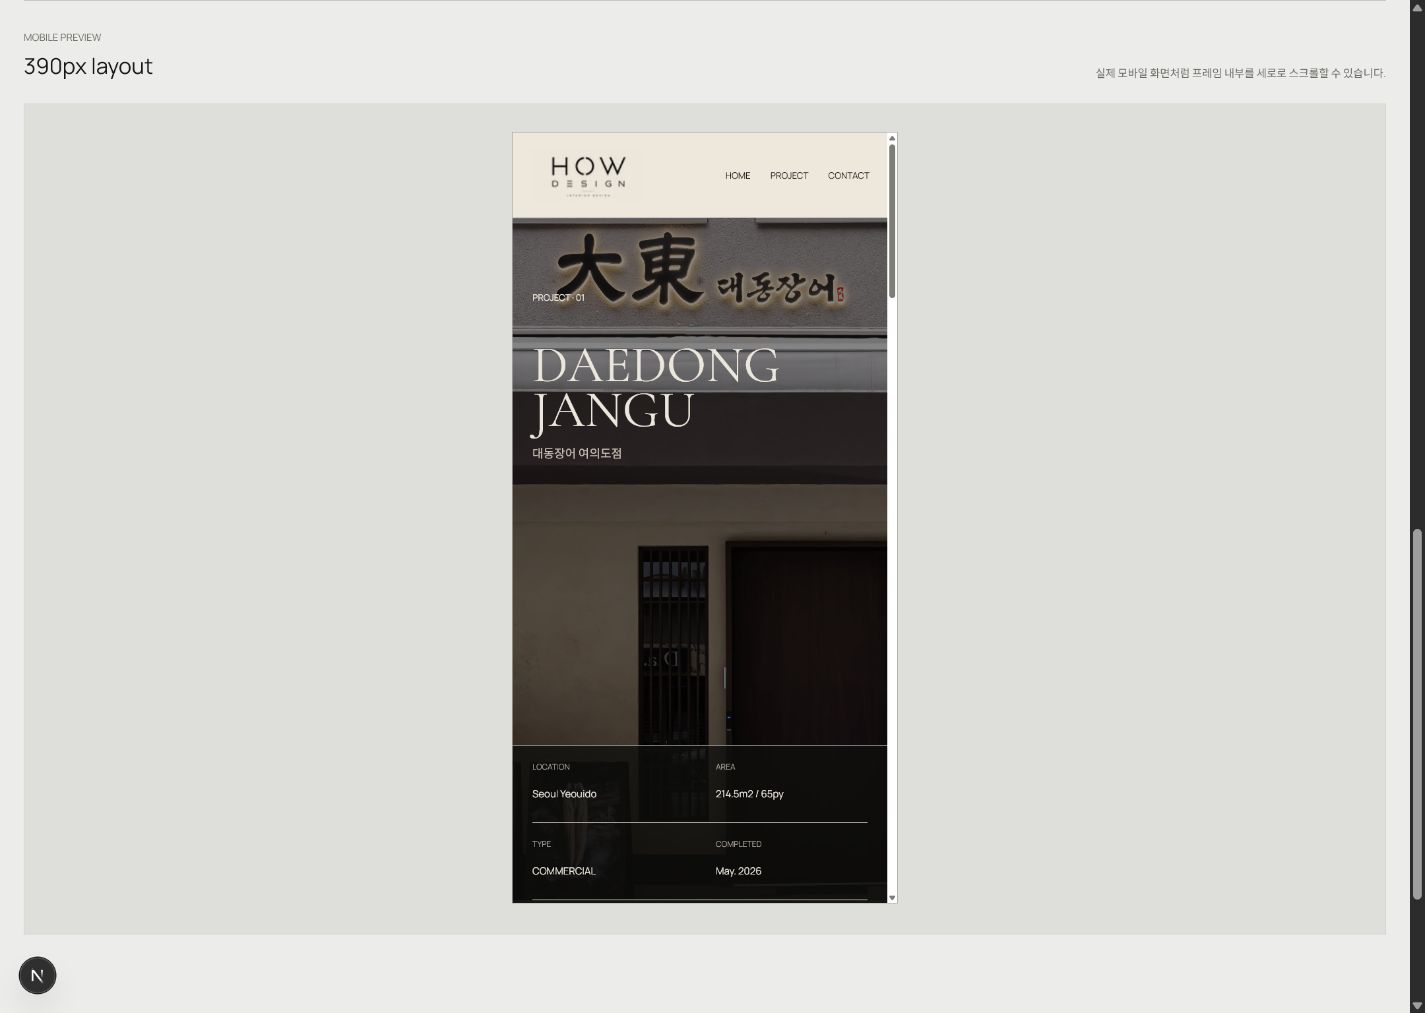 MOBILE PREVIEW
390px layout
실제 모바일 화면처럼 프레임 내부를 세로로 스크롤할 수 있습니다.
HOW
DESIGN
INTERIOR DESIGN
HOME PROJECT CONTACT
大東 대동장어
PROJECT · 01
DAEDONG
JANGU
대동장어 여의도점
LOCATION AREA
Seoul Yeouido 214.5m2 / 65py
TYPE COMPLETED
COMMERCIAL May. 2026
N